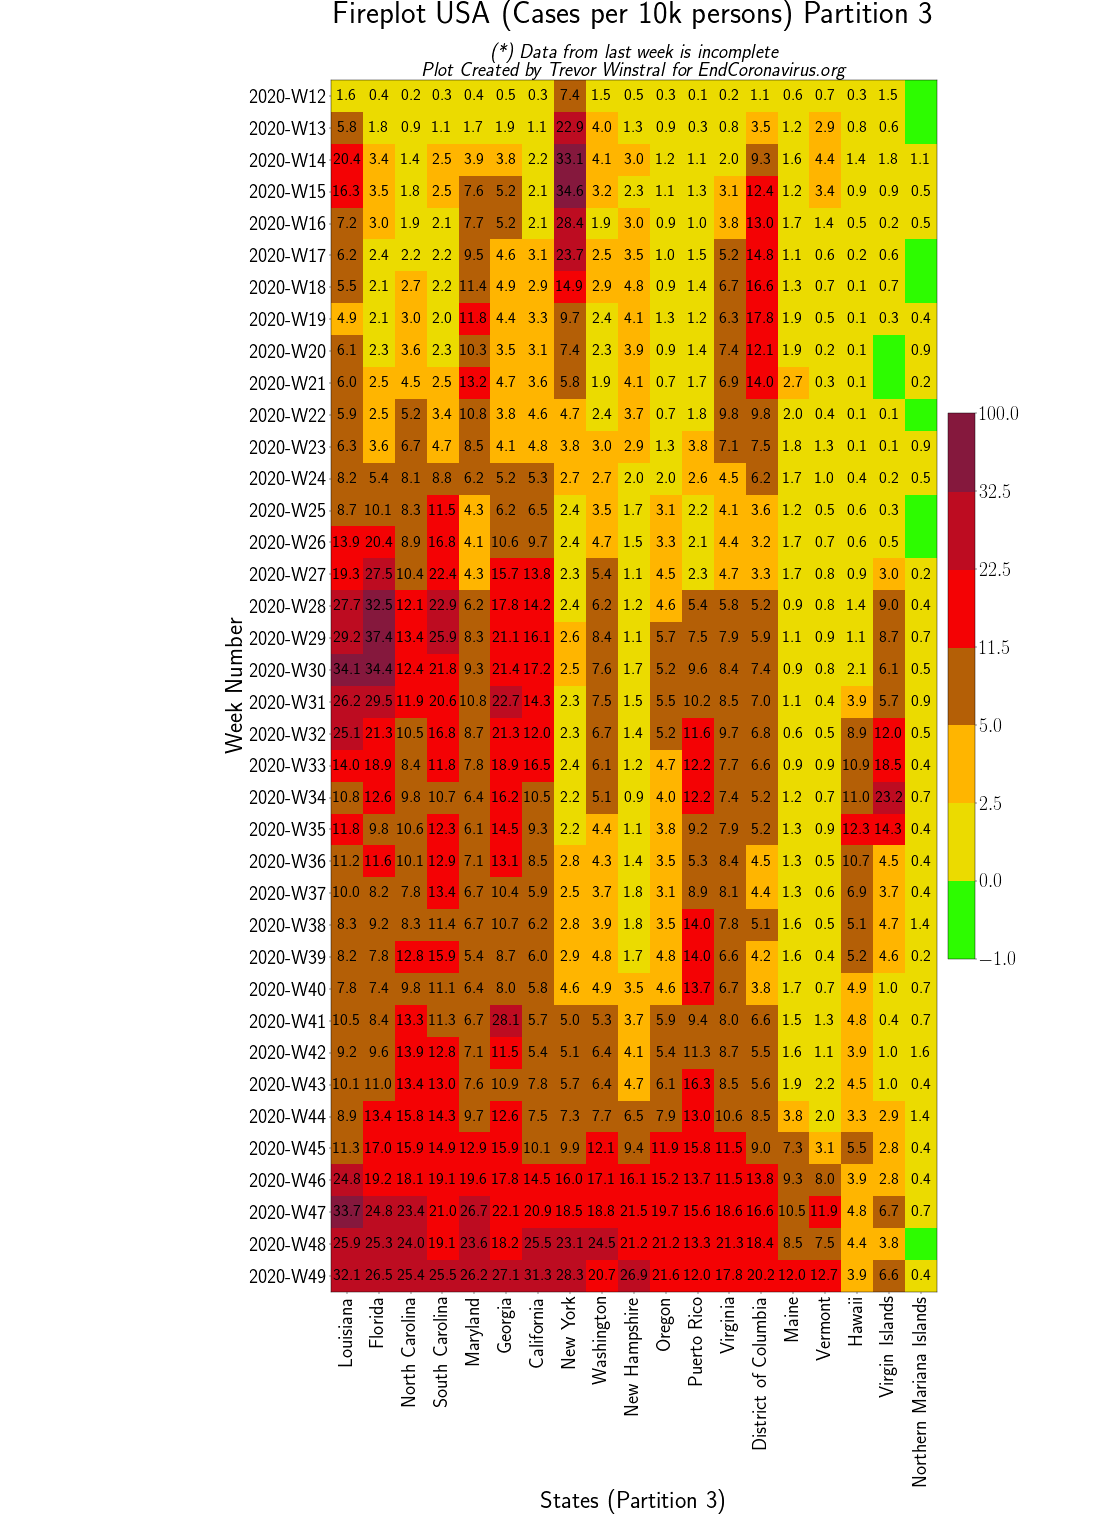 Fireplot USA (Cases per 10k persons) Partition 3
(*) Data from last week is incomplete
Plot Created by Trevor Winstral for EndCoronavirus.org
2020-W12 1.6 0.4 0.2 0.3 0.4 0.5 0.3 7.4 1.5 0.5 0.3 0.1 0.2 1.1 0.6 0.7 0.3 1.5
2020-W13 5.8 1.8 0.9 1.1 1.7 1.9 1.1 22.9 4.0 1.3 0.9 0.3 0.8 3.5 1.2 2.9 0.8 0.6
2020-W14 20.4 3.4 1.4 2.5 3.9 3.8 2.2 33.1 4.1 3.0 1.2 1.1 2.0 9.3 1.6 4.4 1.4 1.8 1.1
2020-W15 16.3 3.5 1.8 2.5 7.6 5.2 2.1 34.6 3.2 2.3 1.1 1.3 3.1 12.4 1.2 3.4 0.9 0.9 0.5
2020-W16 7.2 3.0 1.9 2.1 7.7 5.2 2.1 28.4 1.9 3.0 0.9 1.0 3.8 13.0 1.7 1.4 0.5 0.2 0.5
2020-W17 6.2 2.4 2.2 2.2 9.5 4.6 3.1 23.7 2.5 3.5 1.0 1.5 5.2 14.8 1.1 0.6 0.2 0.6
2020-W18 5.5 2.1 2.7 2.2 11.4 4.9 2.9 14.9 2.9 4.8 0.9 1.4 6.7 16.6 1.3 0.7 0.1 0.7
2020-W19 4.9 2.1 3.0 2.0 11.8 4.4 3.3 9.7 2.4 4.1 1.3 1.2 6.3 17.8 1.9 0.5 0.1 0.3 0.4
2020-W20 6.1 2.3 3.6 2.3 10.3 3.5 3.1 7.4 2.3 3.9 0.9 1.4 7.4 12.1 1.9 0.2 0.1 0.9
2020-W21 6.0 2.5 4.5 2.5 13.2 4.7 3.6 5.8 1.9 4.1 0.7 1.7 6.9 14.0 2.7 0.3 0.1 0.2
2020-W22 5.9 2.5 5.2 3.4 10.8 3.8 4.6 4.7 2.4 3.7 0.7 1.8 9.8 9.8 2.0 0.4 0.1 0.1
2020-W23 6.3 3.6 6.7 4.7 8.5 4.1 4.8 3.8 3.0 2.9 1.3 3.8 7.1 7.5 1.8 1.3 0.1 0.1 0.9
2020-W24 8.2 5.4 8.1 8.8 6.2 5.2 5.3 2.7 2.7 2.0 2.0 2.6 4.5 6.2 1.7 1.0 0.4 0.2 0.5
2020-W25 8.7 10.1 8.3 11.5 4.3 6.2 6.5 2.4 3.5 1.7 3.1 2.2 4.1 3.6 1.2 0.5 0.6 0.3
2020-W26 13.9 20.4 8.9 16.8 4.1 10.6 9.7 2.4 4.7 1.5 3.3 2.1 4.4 3.2 1.7 0.7 0.6 0.5
2020-W27 19.3 27.5 10.4 22.4 4.3 15.7 13.8 2.3 5.4 1.1 4.5 2.3 4.7 3.3 1.7 0.8 0.9 3.0 0.2
2020-W28 27.7 32.5 12.1 22.9 6.2 17.8 14.2 2.4 6.2 1.2 4.6 5.4 5.8 5.2 0.9 0.8 1.4 9.0 0.4
2020-W29 29.2 37.4 13.4 25.9 8.3 21.1 16.1 2.6 8.4 1.1 5.7 7.5 7.9 5.9 1.1 0.9 1.1 8.7 0.7
2020-W30 34.1 34.4 12.4 21.8 9.3 21.4 17.2 2.5 7.6 1.7 5.2 9.6 8.4 7.4 0.9 0.8 2.1 6.1 0.5
2020-W31 26.2 29.5 11.9 20.6 10.8 22.7 14.3 2.3 7.5 1.5 5.5 10.2 8.5 7.0 1.1 0.4 3.9 5.7 0.9
2020-W32 25.1 21.3 10.5 16.8 8.7 21.3 12.0 2.3 6.7 1.4 5.2 11.6 9.7 6.8 0.6 0.5 8.9 12.0 0.5
2020-W33 14.0 18.9 8.4 11.8 7.8 18.9 16.5 2.4 6.1 1.2 4.7 12.2 7.7 6.6 0.9 0.9 10.9 18.5 0.4
2020-W34 10.8 12.6 9.8 10.7 6.4 16.2 10.5 2.2 5.1 0.9 4.0 12.2 7.4 5.2 1.2 0.7 11.0 23.2 0.7
2020-W35 11.8 9.8 10.6 12.3 6.1 14.5 9.3 2.2 4.4 1.1 3.8 9.2 7.9 5.2 1.3 0.9 12.3 14.3 0.4
2020-W36 11.2 11.6 10.1 12.9 7.1 13.1 8.5 2.8 4.3 1.4 3.5 5.3 8.4 4.5 1.3 0.5 10.7 4.5 0.4
2020-W37 10.0 8.2 7.8 13.4 6.7 10.4 5.9 2.5 3.7 1.8 3.1 8.9 8.1 4.4 1.3 0.6 6.9 3.7 0.4
2020-W38 8.3 9.2 8.3 11.4 6.7 10.7 6.2 2.8 3.9 1.8 3.5 14.0 7.8 5.1 1.6 0.5 5.1 4.7 1.4
2020-W39 8.2 7.8 12.8 15.9 5.4 8.7 6.0 2.9 4.8 1.7 4.8 14.0 6.6 4.2 1.6 0.4 5.2 4.6 0.2
2020-W40 7.8 7.4 9.8 11.1 6.4 8.0 5.8 4.6 4.9 3.5 4.6 13.7 6.7 3.8 1.7 0.7 4.9 1.0 0.7
2020-W41 10.5 8.4 13.3 11.3 6.7 28.1 5.7 5.0 5.3 3.7 5.9 9.4 8.0 6.6 1.5 1.3 4.8 0.4 0.7
2020-W42 9.2 9.6 13.9 12.8 7.1 11.5 5.4 5.1 6.4 4.1 5.4 11.3 8.7 5.5 1.6 1.1 3.9 1.0 1.6
2020-W43 10.1 11.0 13.4 13.0 7.6 10.9 7.8 5.7 6.4 4.7 6.1 16.3 8.5 5.6 1.9 2.2 4.5 1.0 0.4
2020-W44 8.9 13.4 15.8 14.3 9.7 12.6 7.5 7.3 7.7 6.5 7.9 13.0 10.6 8.5 3.8 2.0 3.3 2.9 1.4
2020-W45 11.3 17.0 15.9 14.9 12.9 15.9 10.1 9.9 12.1 9.4 11.9 15.8 11.5 9.0 7.3 3.1 5.5 2.8 0.4
2020-W46 24.8 19.2 18.1 19.1 19.6 17.8 14.5 16.0 17.1 16.1 15.2 13.7 11.5 13.8 9.3 8.0 3.9 2.8 0.4
2020-W47 33.7 24.8 23.4 21.0 26.7 22.1 20.9 18.5 18.8 21.5 19.7 15.6 18.6 16.6 10.5 11.9 4.8 6.7 0.7
2020-W48 25.9 25.3 24.0 19.1 23.6 18.2 25.5 23.1 24.5 21.2 21.2 13.3 21.3 18.4 8.5 7.5 4.4 3.8
2020-W49 32.1 26.5 25.4 25.5 26.2 27.1 31.3 28.3 20.7 26.9 21.6 12.0 17.8 20.2 12.0 12.7 3.9 6.6 0.4
Week Number
100.0
32.5
22.5
11.5
5.0
2.5
0.0
−1.0
Louisiana
Florida
North Carolina
South Carolina
Maryland
Georgia
California
New York
Washington
New Hampshire
Oregon
Puerto Rico
Virginia
District of Columbia
Maine
Vermont
Hawaii
Virgin Islands
Northern Mariana Islands
States (Partition 3)